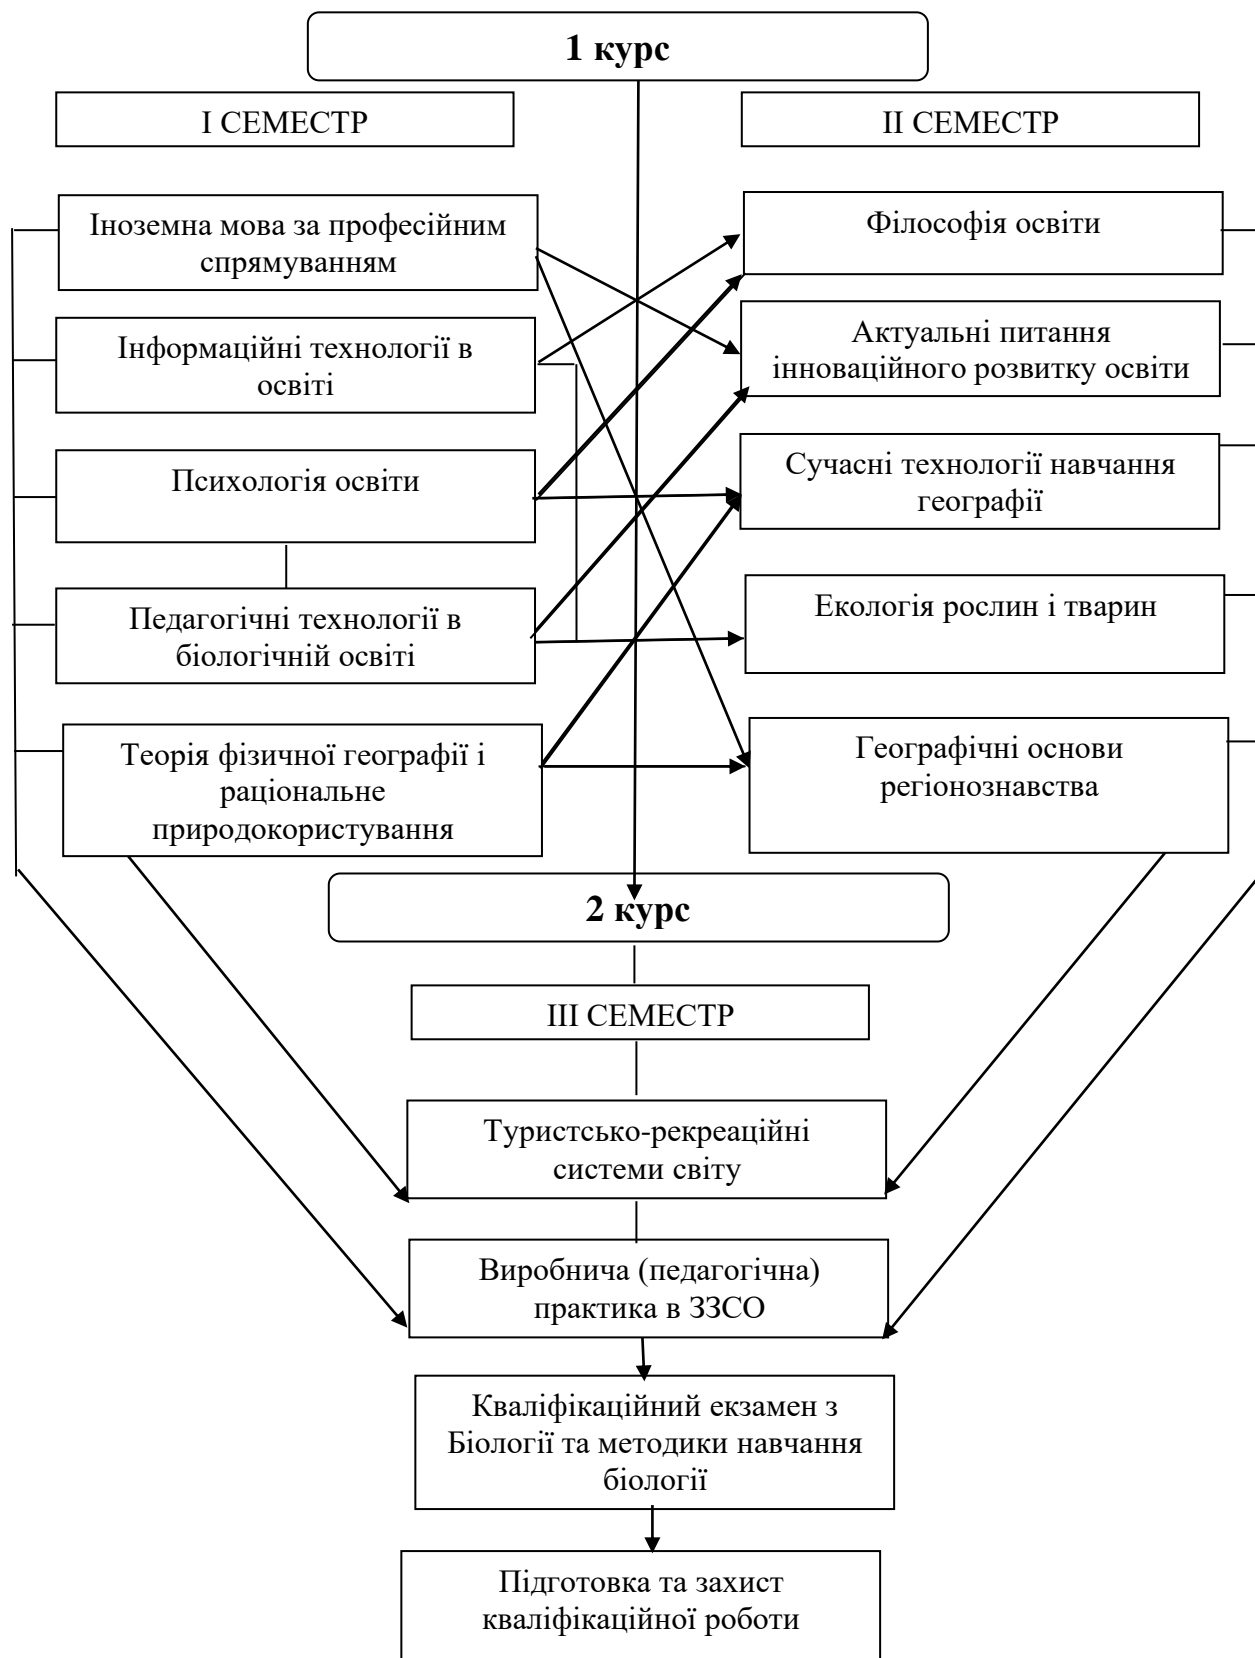 1 курс
І СЕМЕСТР
ІІ СЕМЕСТР
Іноземна мова за професійним
спрямуванням
Інформаційні технології в
освіті
Психологія освіти
Педагогічні технології в
біологічній освіті
Теорія фізичної географії і
раціональне
природокористування
Філософія освіти
Актуальні питання
інноваційного розвитку освіти
Сучасні технології навчання
географії
Екологія рослин і тварин
Географічні основи
регіонознавства
2 курс
ІІІ СЕМЕСТР
Туристсько-рекреаційні
системи світу
Виробнича (педагогічна)
практика в ЗЗСО
Кваліфікаційний екзамен з
Біології та методики навчання
біології
Підготовка та захист
кваліфікаційної роботи